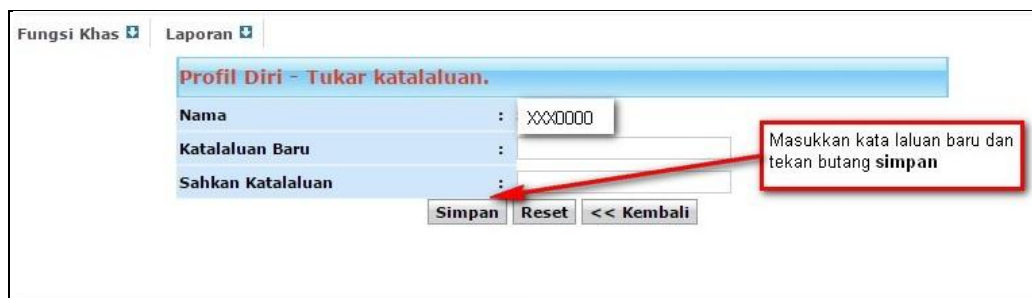 Fungsi Khas Laporan
Profil Diri - Tukar katalaluan.
Nama : XXX0000
Katalaluan Baru :
Sahkan Katalaluan :
Masukkan kata laluan baru dan
tekan butang simpan
Simpan Reset << Kembali